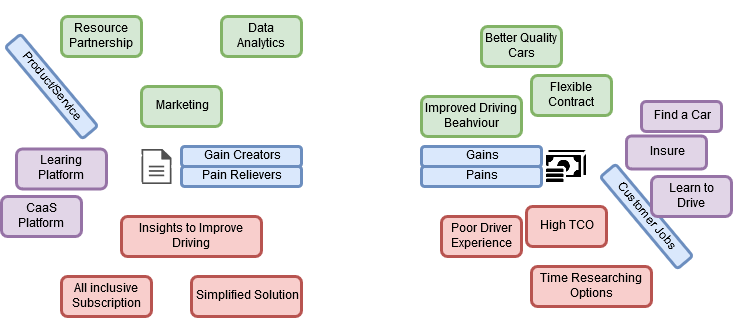 Resource
Partnership
Data
Analytics
Product/Service
Marketing
Gain Creators
Pain Relievers
Learing
Platform
CaaS
Platform
Insights to Improve
Driving
All inclusive
Subscription
Simplified Solution
Better Quality
Cars
Flexible
Contract
Improved Driving
Beahviour
Find a Car
Insure
Gains
Pains
Learn to
Drive
Customer Jobs
Poor Driver
Experience
High TCO
Time Researching
Options